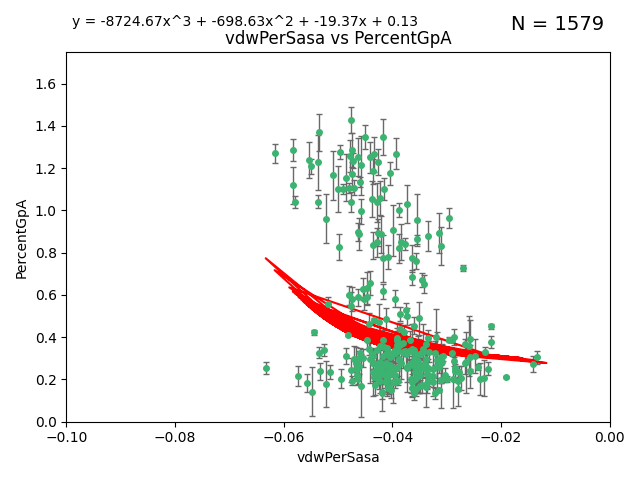 y = -8724.67x^3 + -698.63x^2 + -19.37x + 0.13
N = 1579
vdwPerSasa vs PercentGpA
1.6
1.4
1.2
1.0
0.8
0.6
0.4
0.2
0.0
PercentGpA
−0.10 −0.08 −0.06 −0.04 −0.02 0.00
vdwPerSasa